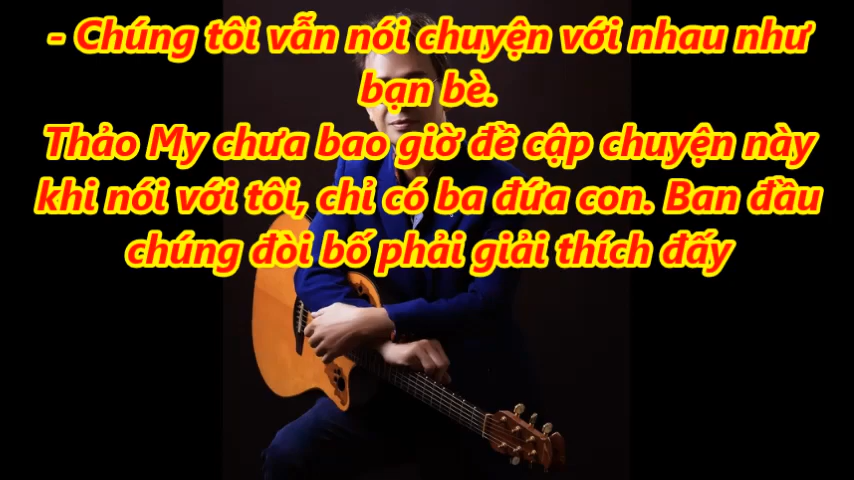 - Chúng tôi vẫn nói chuyện với nhau như
bạn bè.
Thảo My chưa bao giờ đề cập chuyện này
khi nói với tôi, chỉ có ba đứa con. Ban đầu
chúng đòi bố phải giải thích đấy